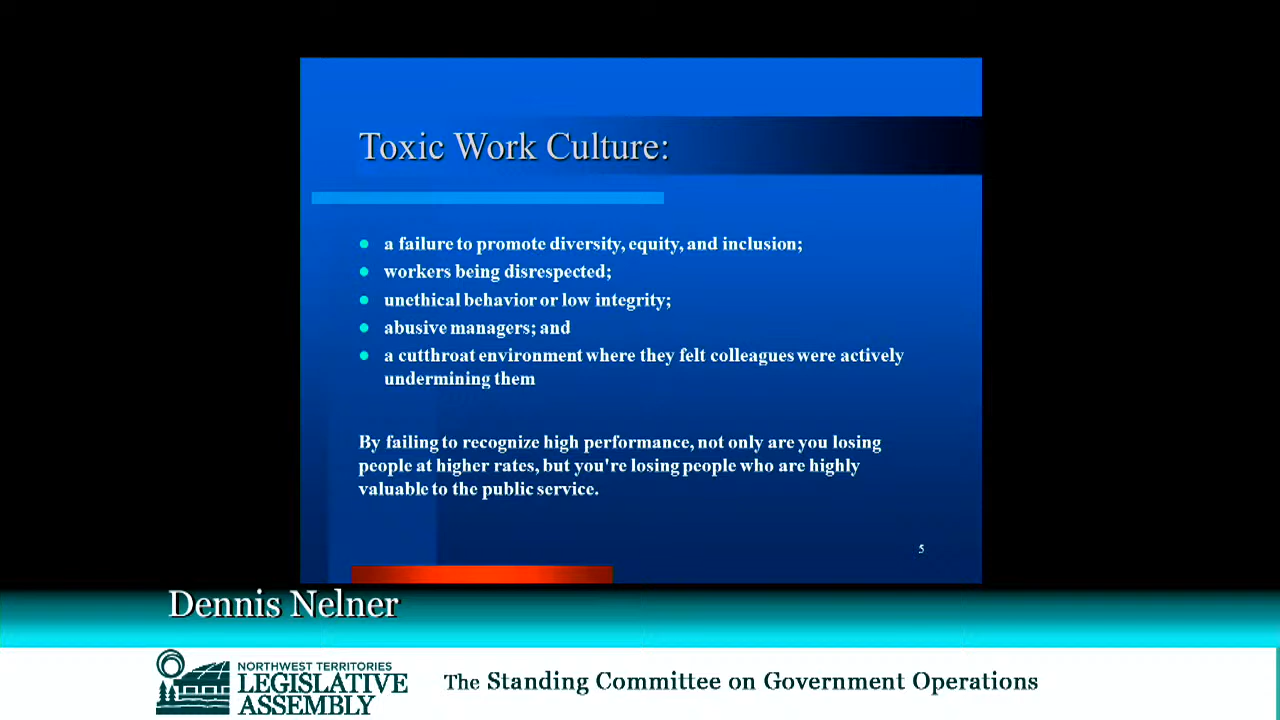 Toxic Work Culture:
a failure to promote diversity, equity, and inclusion;
workers being disrespected;
unethical behavior or low integrity;
abusive managers; and
a cutthroat environment where they felt colleagues were actively
undermining them
By failing to recognize high performance, not only are you losing
people at higher rates, but you're losing people who are highly
valuable to the public service.
5
Dennis Nelner
NORTHWEST TERRITORIES
LEGISLATIVE
ASSEMBLY
The Standing Committee on Government Operations